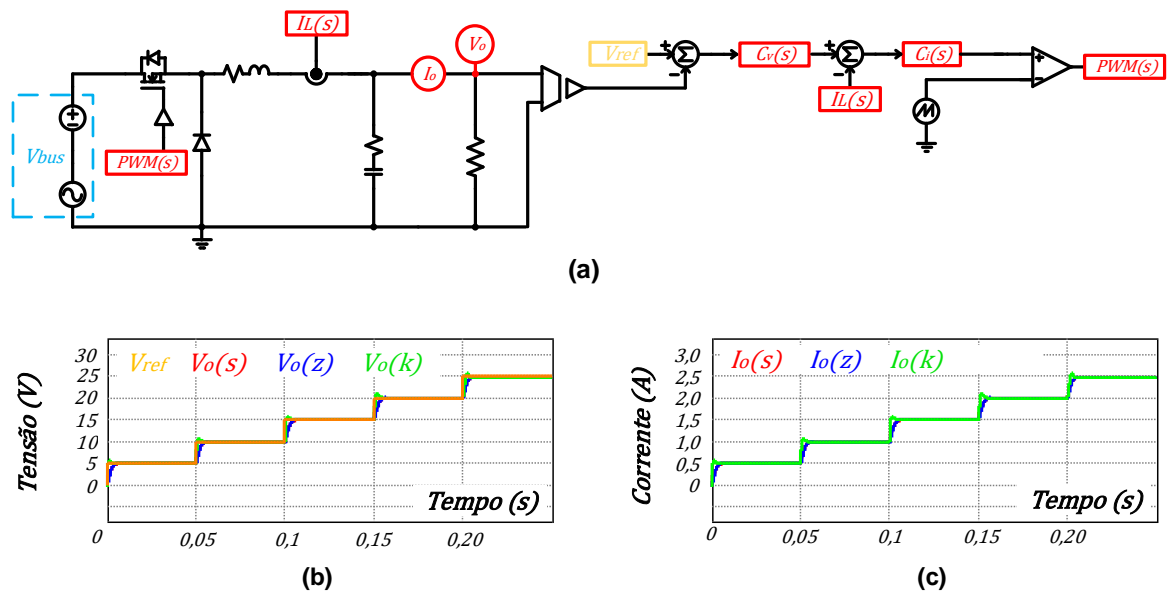 IL(s)
Vo
Io
Vbus
PWM(s)
Vref
+
−
Cv(s)
+
−
IL(s)
Ci(s)
+
−
PWM(s)
(a)
Tensão (V)
30
25
20
15
10
5
0
Vref Vo(s) Vo(z) Vo(k)
Tempo (s)
0 0,05 0,1 0,15 0,20
(b)
Corrente (A)
3,0
2,5
2,0
1,5
1,0
0,5
0
Io(s) Io(z) Io(k)
Tempo (s)
0 0,05 0,1 0,15 0,20
(c)